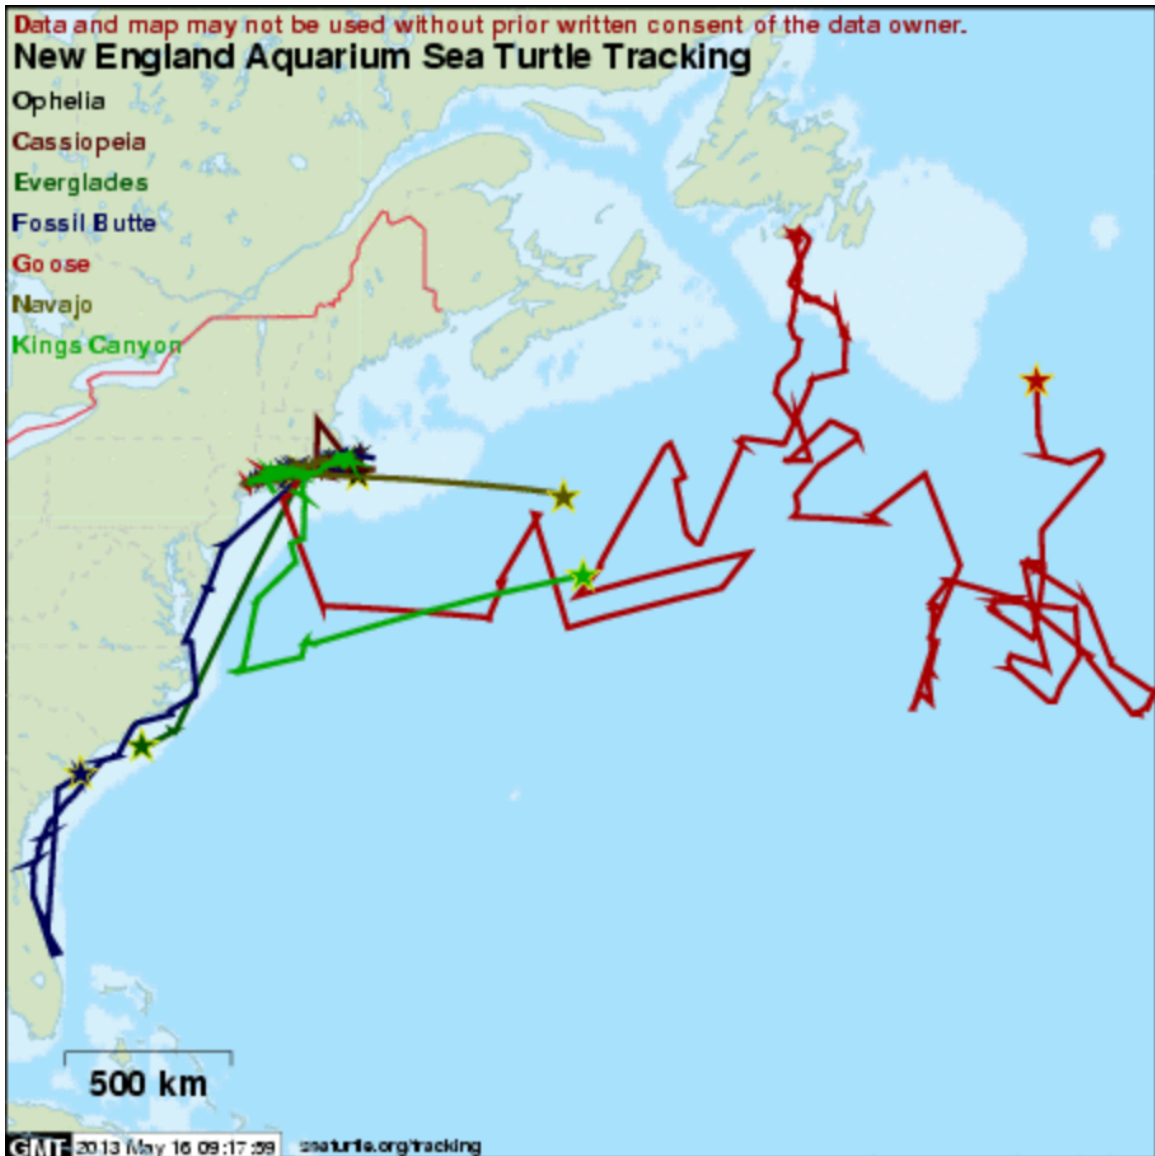 Data and map may not be used without prior written consent of the data owner.
New England Aquarium Sea Turtle Tracking
Ophelia
Cassiopeia
Everglades
Fossil Butte
Goose
Navajo
Kings Canyon
500 km
GMT 2013 May 16 09:17:59 seaturtle.org/tracking